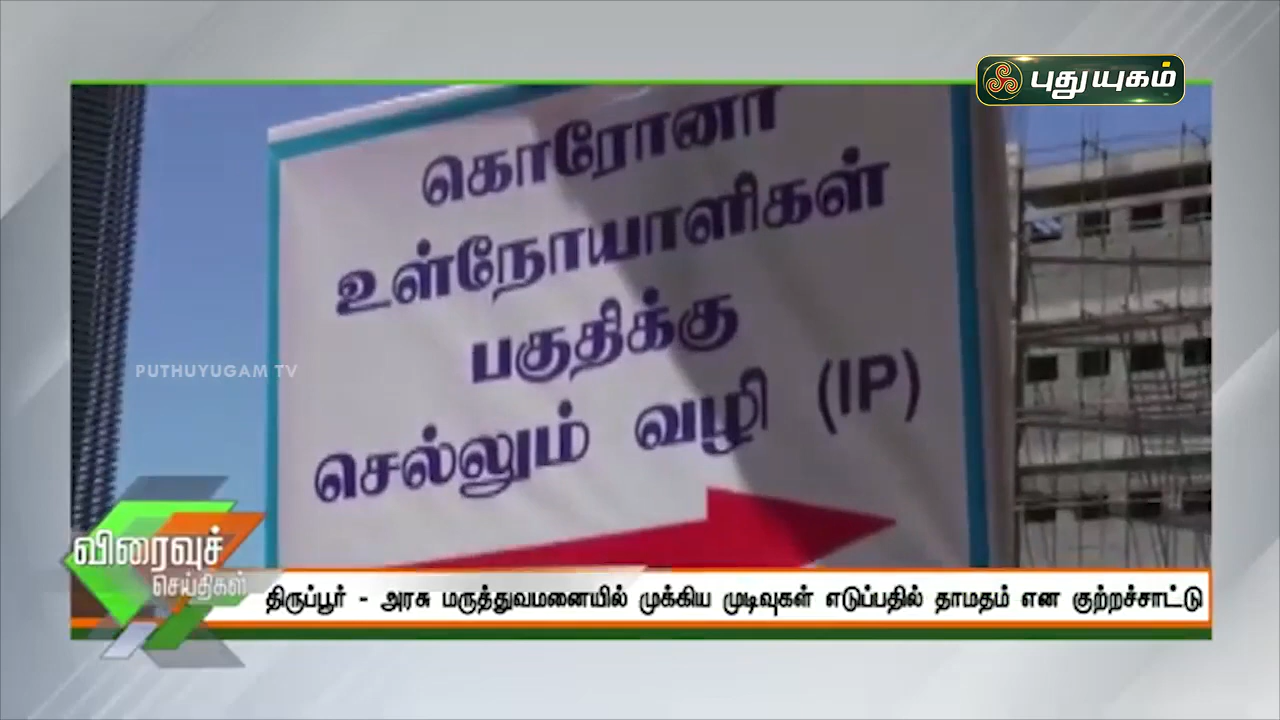 புதுயுகம்
கொரோனா
உள்நோயாளிகள்
பகுதிக்கு
செல்லும் வழி (IP)
PUTHUYUGAM TV
விரைவுச்
செய்திகள்
திருப்பூர் - அரசு மருத்துவமனையில் முக்கிய முடிவுகள் எடுப்பதில் தாமதம் என குற்றச்சாட்டு